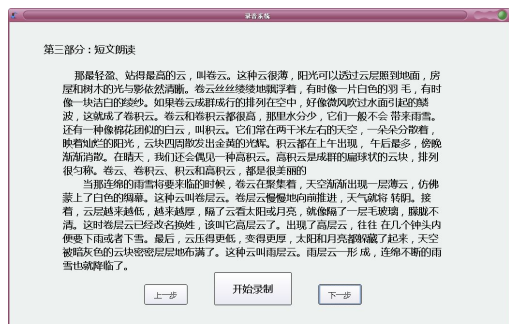 录音系统
第三部分：短文朗读
那最轻盈、站得最高的云，叫卷云。这种云很薄，阳光可以透过云层照到地面，房
屋和树木的光与影依然清晰。卷云丝丝缕缕地飘浮着，有时像一片白色的羽 毛，有时
像一块洁白的绫纱。如果卷云成群成行的排列在空中，好像微风吹过水面引起的鳞
波，这就成了卷积云。卷云和卷积云都很高，那里水分少，它们一般不会 带来雨雪。
还有一种像棉花团似的白云，叫积云。它们常在两千米左右的天空，一朵朵分散着，
映着灿烂的阳光，云块四周散发出金黄的光辉。积云都在上午出现，午后最多，傍晚
渐渐消散。在晴天，我们还会偶见一种高积云。高积云是成群的扁球状的云块，排列
很匀称。卷云、卷积云、积云和高积云，都是很美丽的
当那连绵的雨雪将要来临的时候，卷云在聚集着，天空渐渐出现一层薄云，仿佛
蒙上了白色的绸幕。这种云叫卷层云。卷层云慢慢地向前推进，天气就将 转阴。接
着，云层越来越低，越来越厚，隔了云看太阳或月亮，就像隔了一层毛玻璃，朦胧不
清。这时卷层云已经改名换姓，该叫它高层云了。出现了高层云，往往 在几个钟头内
便要下雨或者下雪。最后，云压得更低，变得更厚，太阳和月亮都躲藏了起来，天空
被暗灰色的云块密密层层地布满了。这种云叫雨层云。雨层云一形 成，连绵不断的雨
雪也就降临了。
上一步
开始录制
下一步